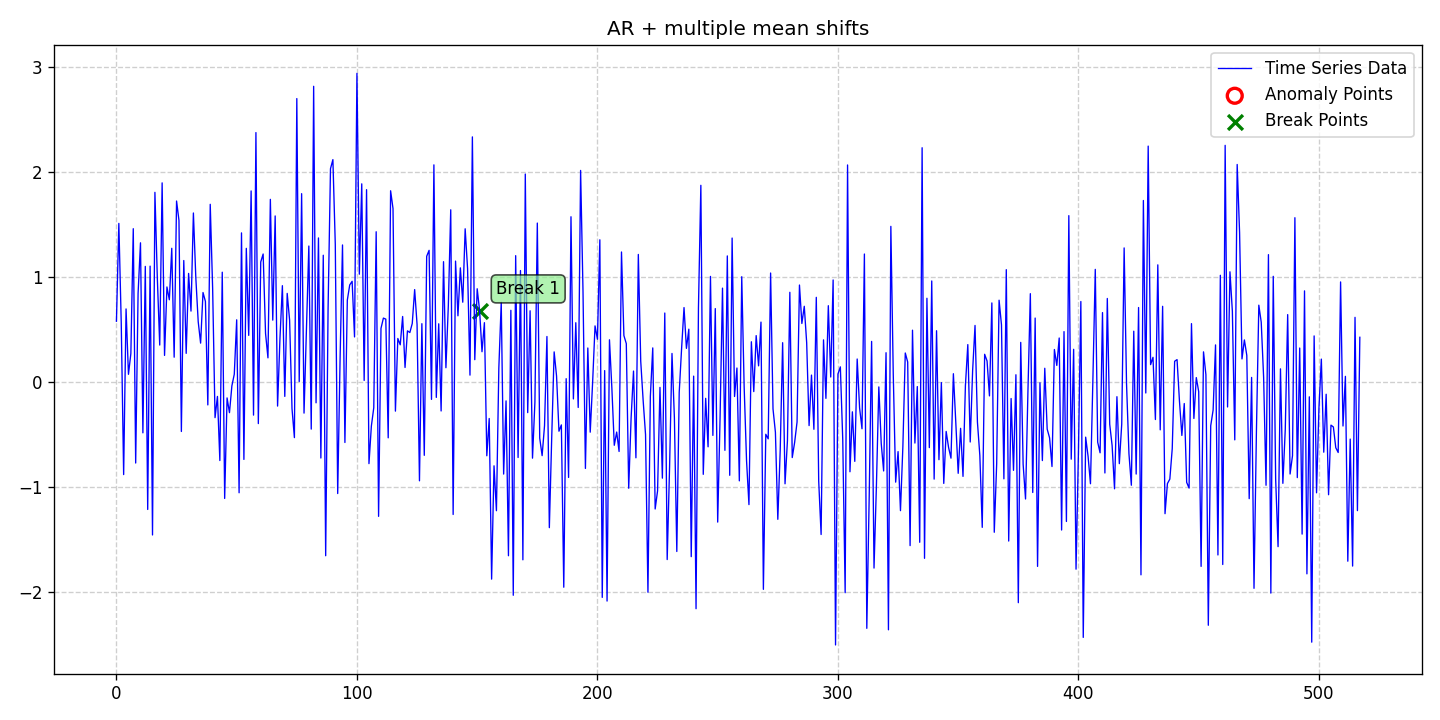 AR + multiple mean shifts
Time Series Data
Anomaly Points
Break Points
Break 1
3
2
1
0
−1
−2
0
100
200
300
400
500